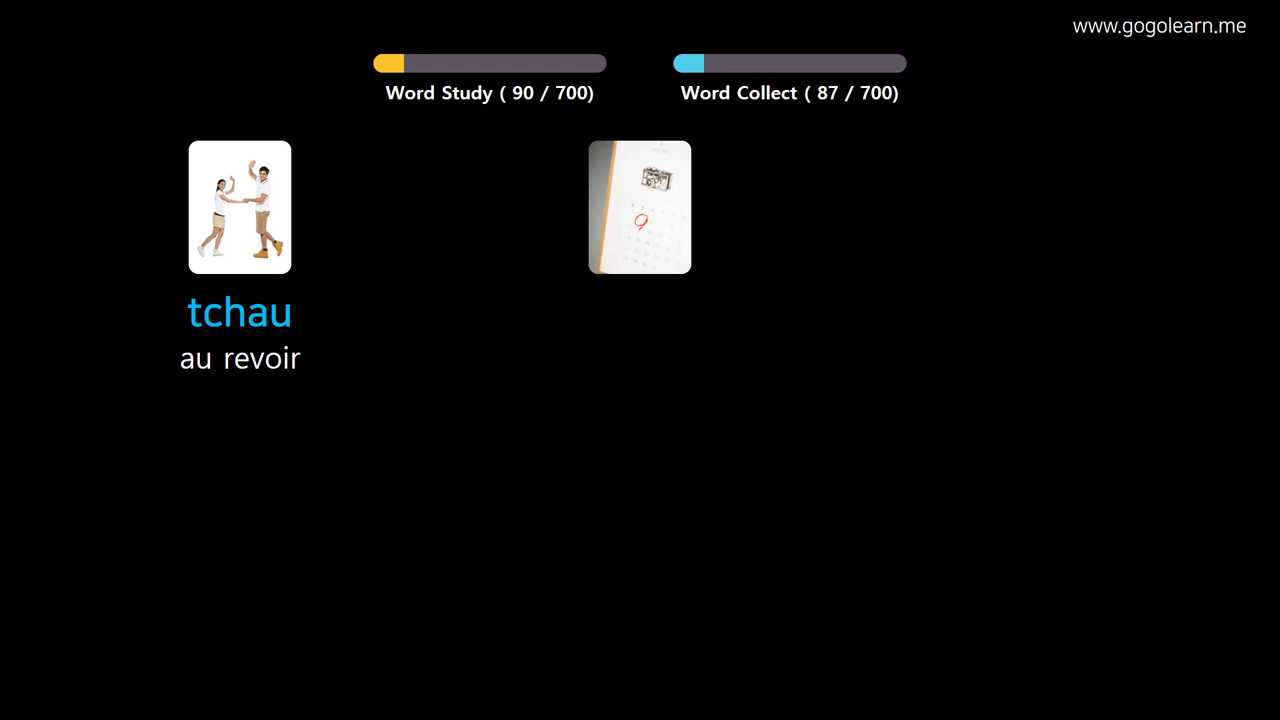 www.gogolearn.me
Word Study ( 90 / 700)
Word Collect ( 87 / 700)
tchau
au revoir